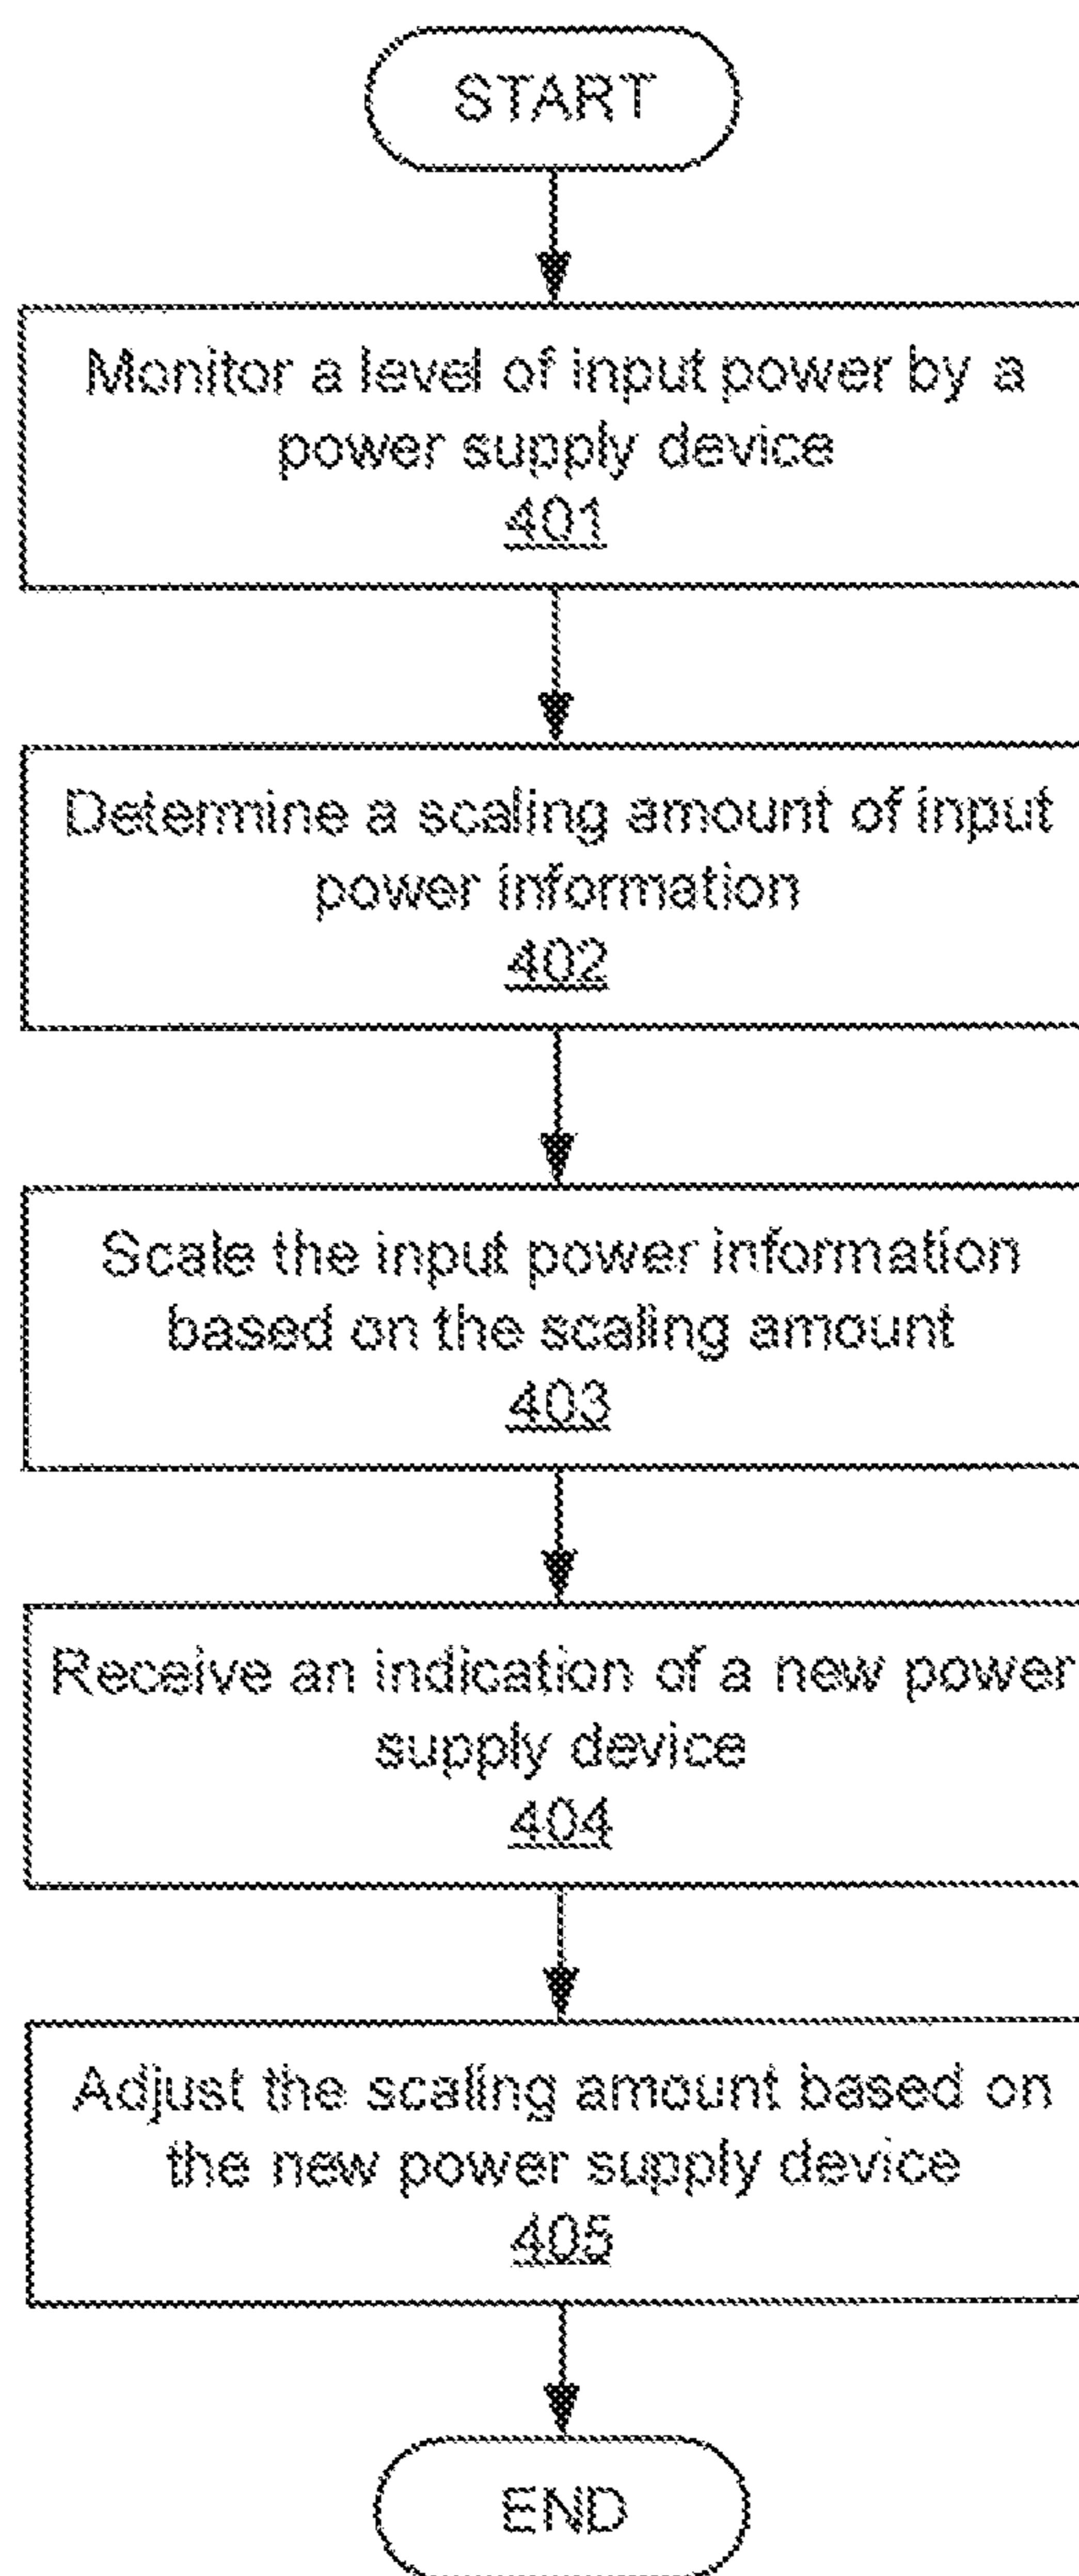 START
Monitor a level of input power by a
power supply device
401
Determine a scaling amount of input
power information
402
Scale the input power information
based on the scaling amount
403
Receive an indication of a new power
supply device
404
Adjust the scaling amount based on
the new power supply device
405
END